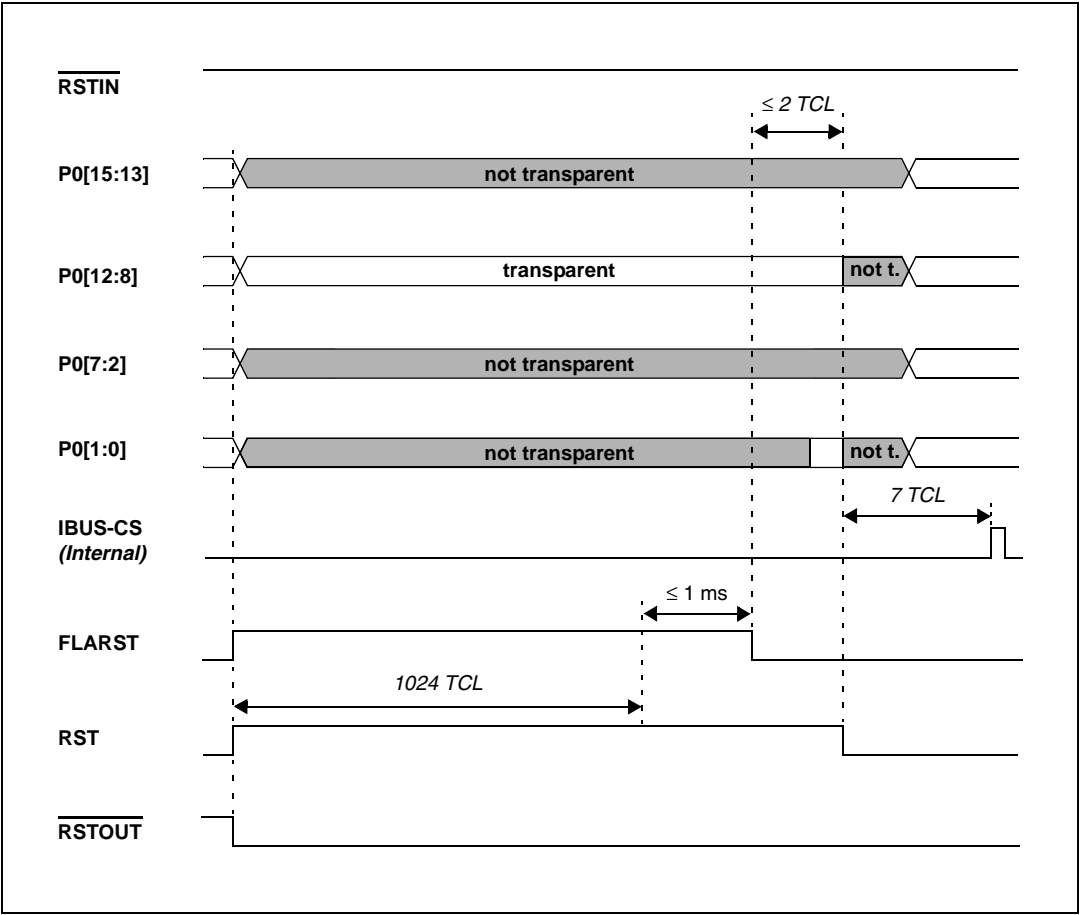 RSTIN
≤ 2 TCL
P0[15:13]
not transparent
P0[12:8]
transparent
not t.
P0[7:2]
not transparent
P0[1:0]
not transparent
not t.
7 TCL
IBUS-CS
(Internal)
≤ 1 ms
FLARST
1024 TCL
RST
RSTOUT